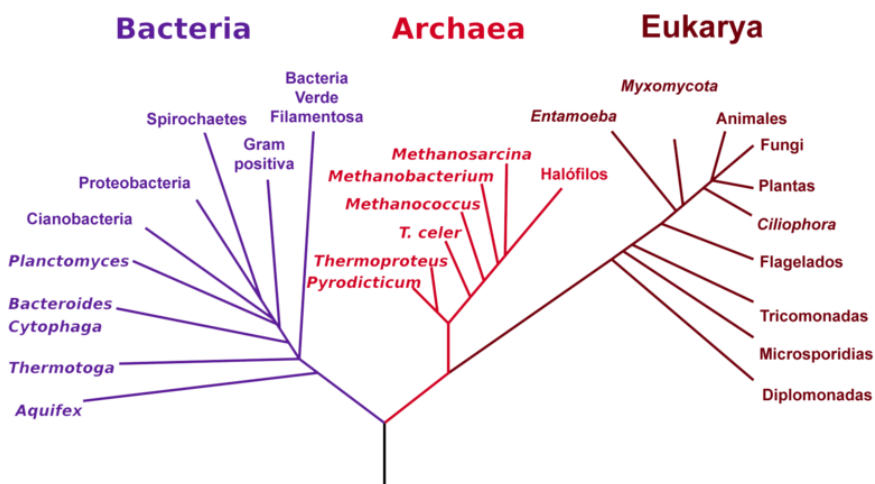 Bacteria
Archaea
Eukarya
Bacteria
Verde
Filamentosa
Spirochaetes
Gram
positiva
Proteobacteria
Cianobacteria
Planctomyces
Bacteroides
Cytophaga
Thermotoga
Aquifex
Methanosarcina
Methanobacterium
Halófilos
Methanococcus
T. celer
Thermoproteus
Pyrodicticum
Myxomycota
Entamoeba
Animales
Fungi
Plantas
Ciliophora
Flagelados
Tricomonadas
Microsporidias
Diplomonadas